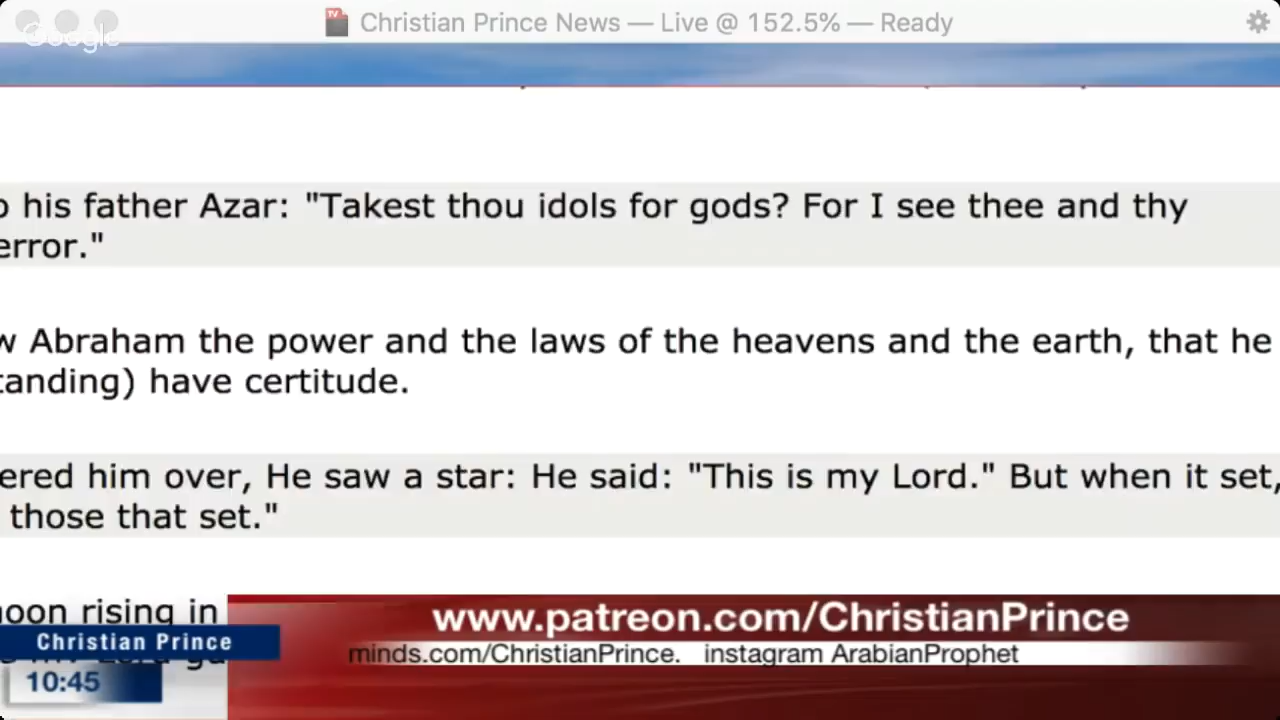 Christian Prince News — Live @ 152.5% — Ready
Google
his father Azar: "Takest thou idols for gods? For I see thee and thy
error."
Abraham the power and the laws of the heavens and the earth, that he
tanding) have certitude.
ered him over, He saw a star: He said: "This is my Lord." But when it set,
those that set."
oon rising in
www.patreon.com/ChristianPrince
Christian Prince
minds.com/ChristianPrince. instagram ArabianProphet
10:45